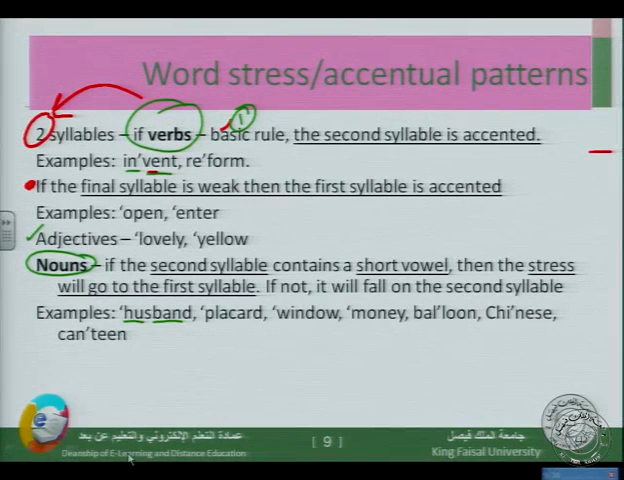 Word stress/accentual patterns
2 syllables – if verbs – basic rule, the second syllable is accented.
Examples: in’vent, re’form.
If the final syllable is weak then the first syllable is accented
Examples: ‘open, ‘enter
Adjectives – ‘lovely, ‘yellow
Nouns – if the second syllable contains a short vowel, then the stress
will go to the first syllable. If not, it will fall on the second syllable
Examples: ‘husband, ‘placard, ‘window, ‘money, bal’loon, Chi’nese,
can’teen
عمادة التعلم الإلكتروني والتعليم عن بعد
Deanship of E-Learning and Distance Education
[ 9 ]
جامعة الملك فيصل
King Faisal University